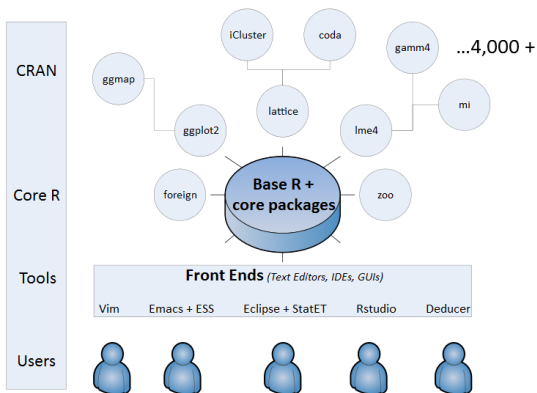 iCluster
coda
gamm4
...4,000 +
CRAN
ggmap
mi
lattice
ggplot2
lme4
Core R
foreign
Base R +
core packages
zoo
Tools
Front Ends (Text Editors, IDEs, GUIs)
Vim
Emacs + ESS
Eclipse + StatET
Rstudio
Deducer
Users